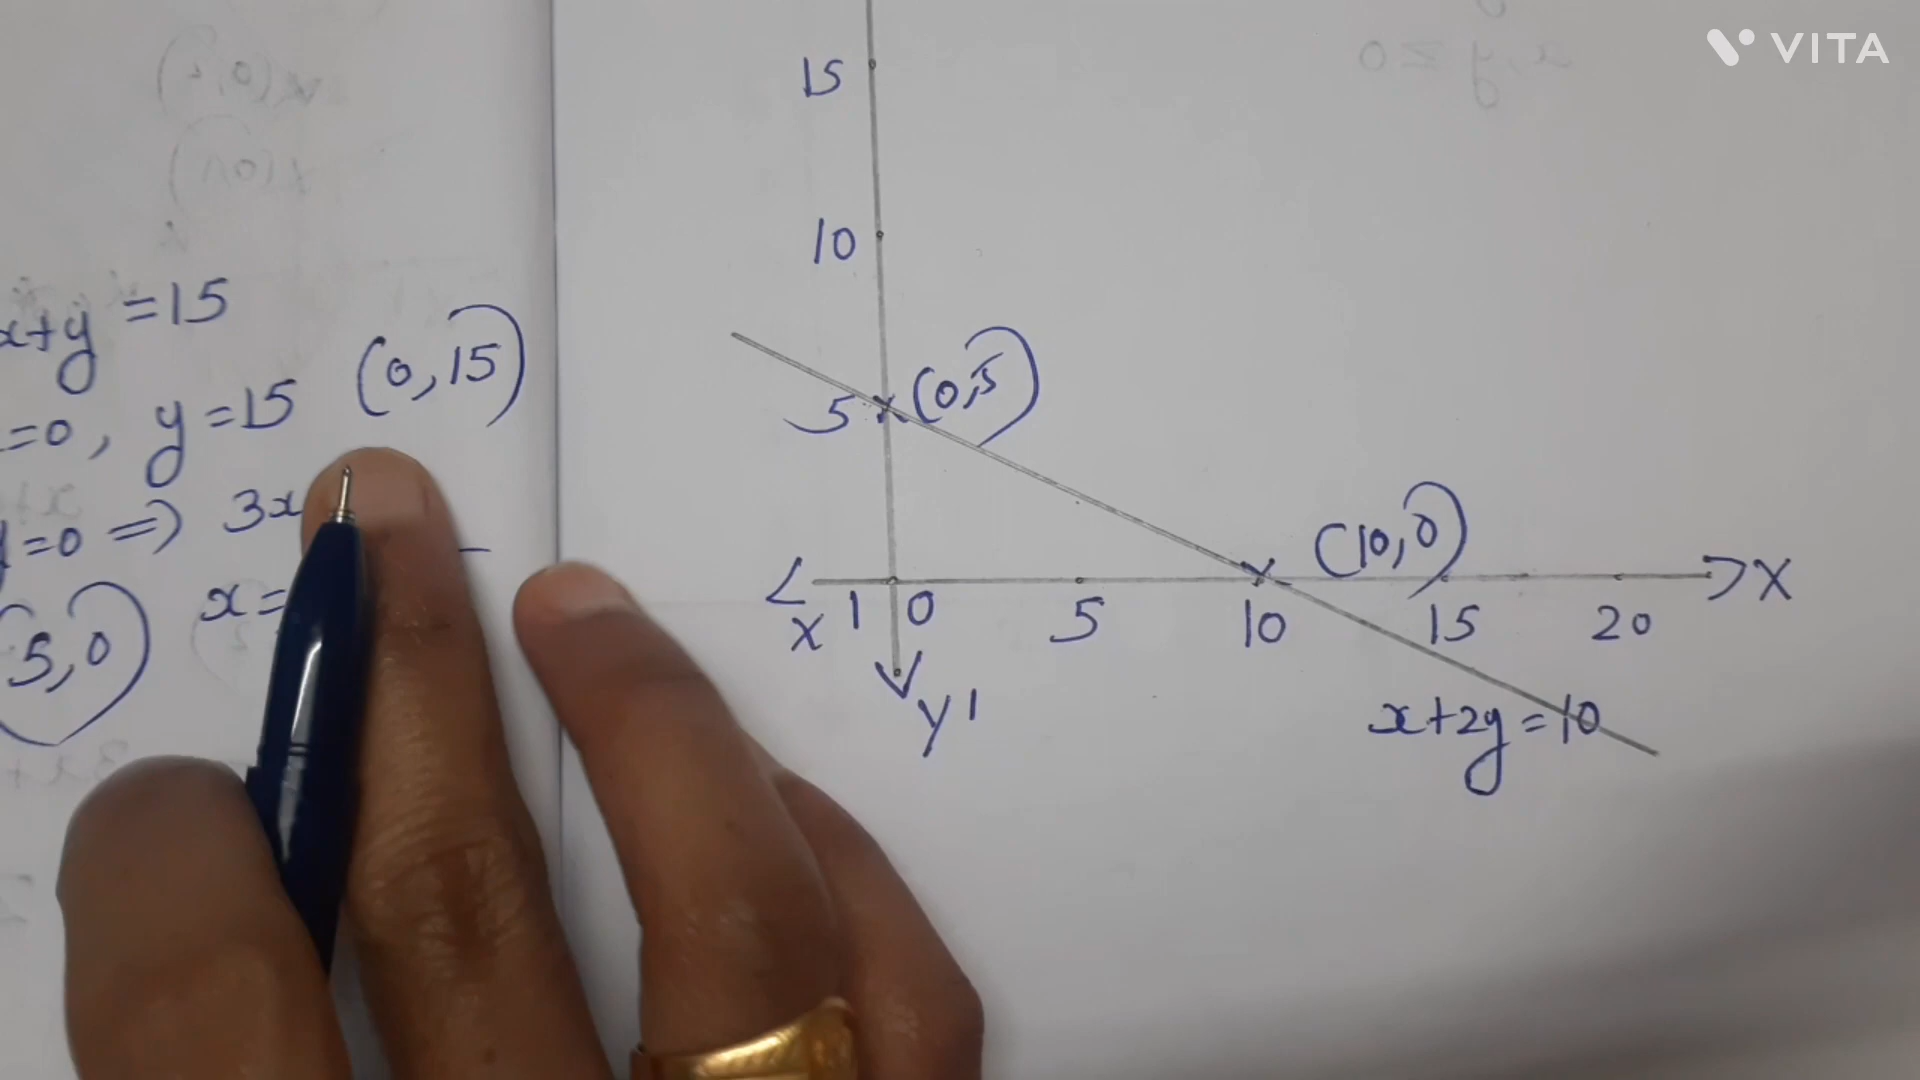 VITA
x+y =15
=0, y=15 (0,15)
y=0 => 3x
x=
5,0)
15
10
5 (0,5)
(10,0)
X
X 1 0 5 10 15 20
Y'
x+2y=10